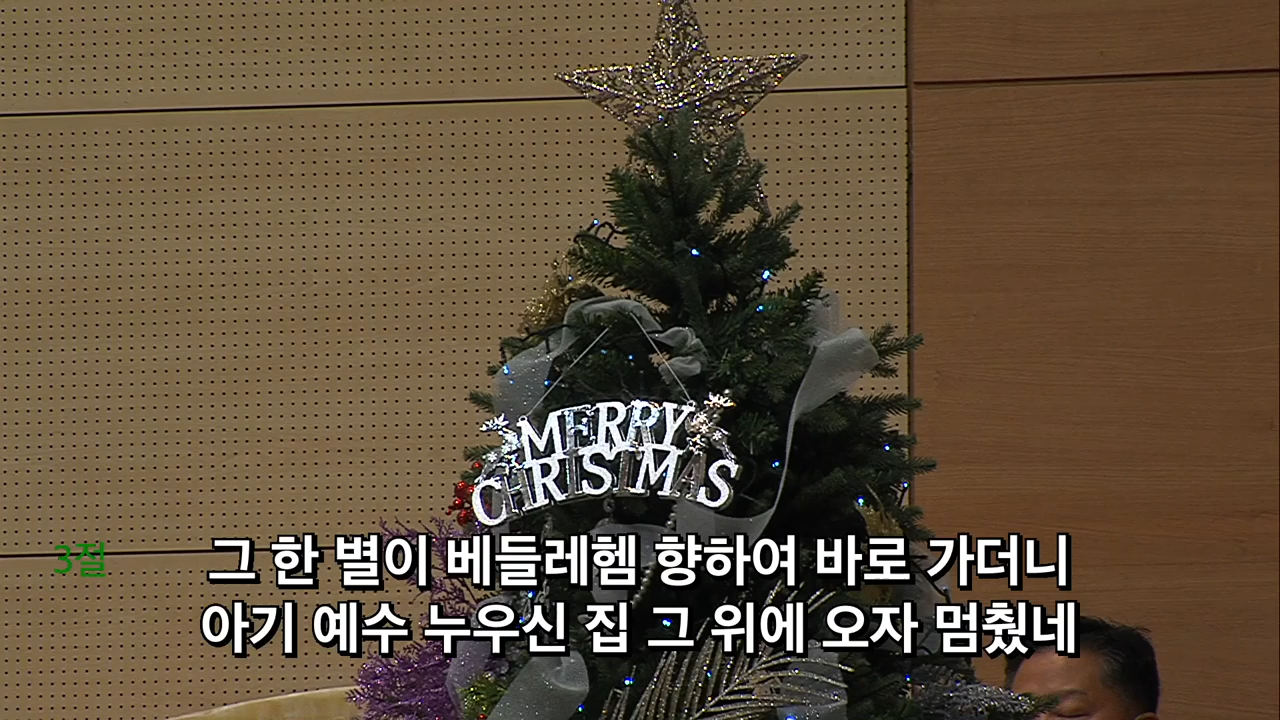 MERRY
CHRISTMAS
3절
그 한 별이 베들레헴 향하여 바로 가더니
아기 예수 누우신 집 그 위에 오자 멈췄네